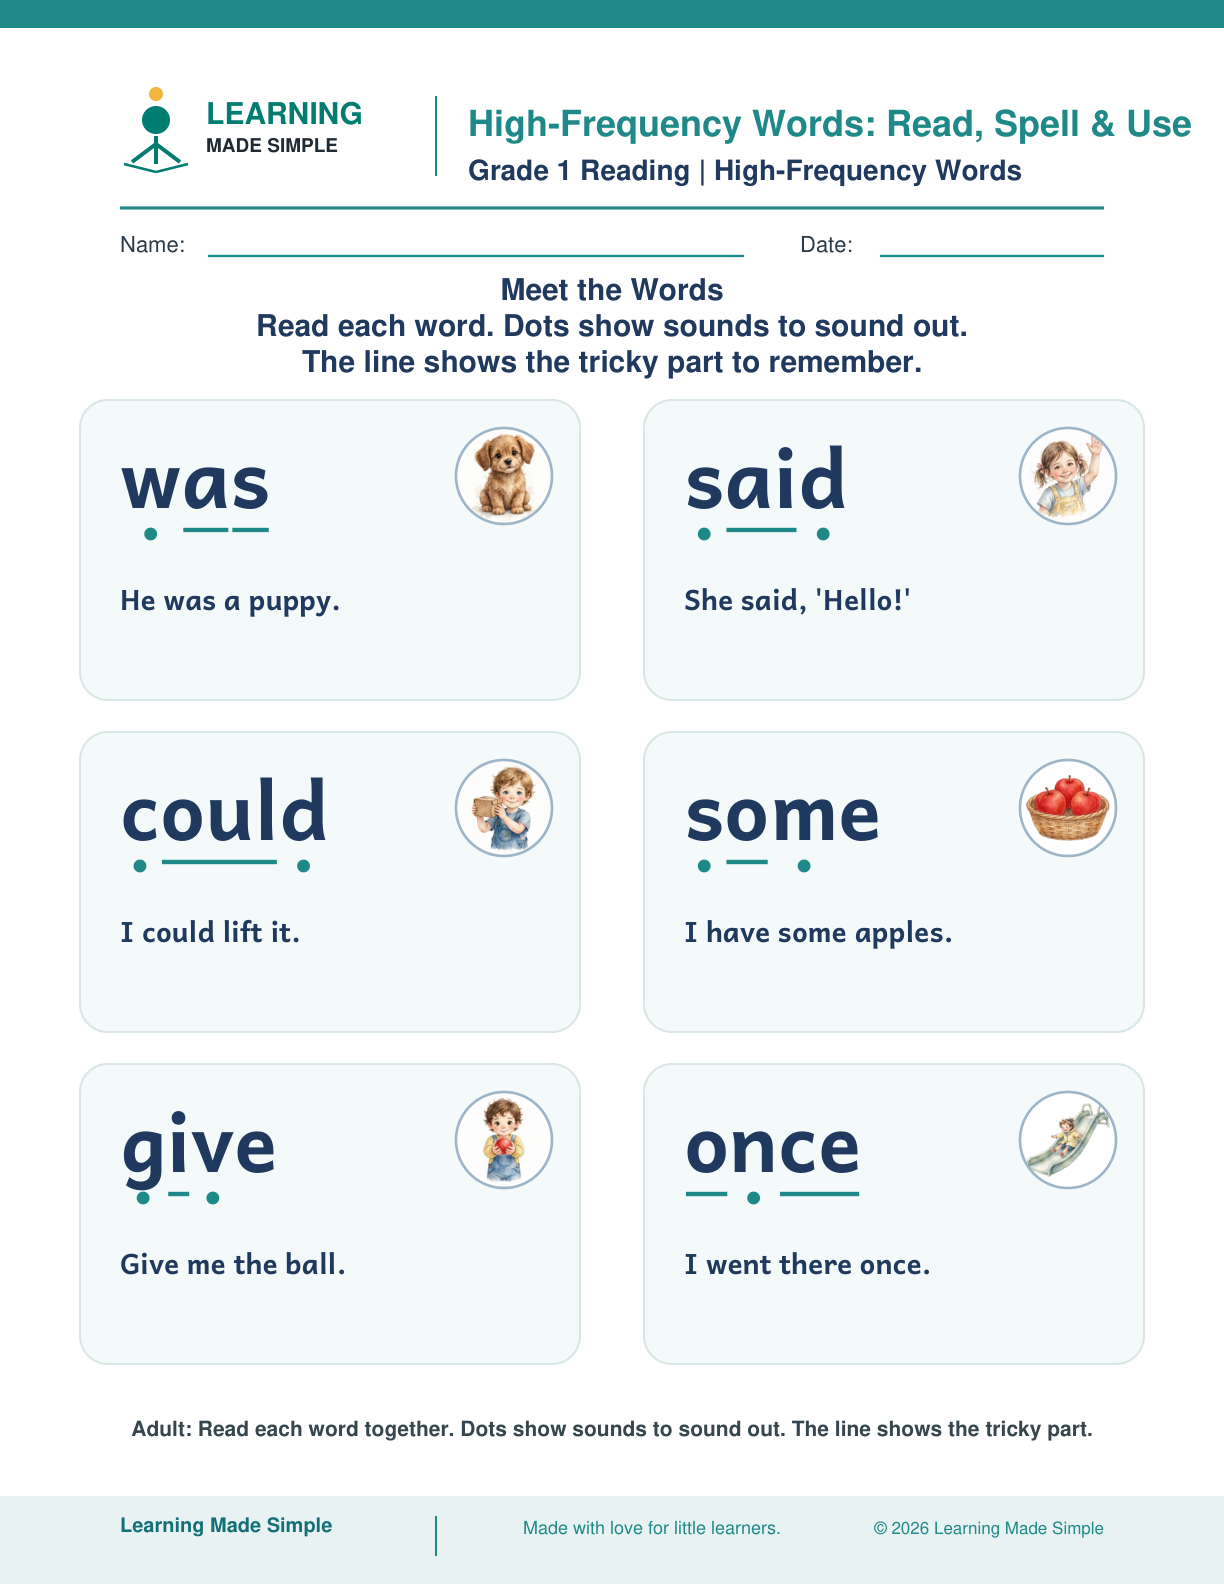 LEARNING
MADE SIMPLE
High-Frequency Words: Read, Spell & Use
Grade 1 Reading | High-Frequency Words
Name:
Date:
Meet the Words
Read each word. Dots show sounds to sound out.
The line shows the tricky part to remember.
was
He was a puppy.
said
She said, 'Hello!'
could
I could lift it.
some
I have some apples.
give
Give me the ball.
once
I went there once.
Adult: Read each word together. Dots show sounds to sound out. The line shows the tricky part.
Learning Made Simple
Made with love for little learners.
© 2026 Learning Made Simple